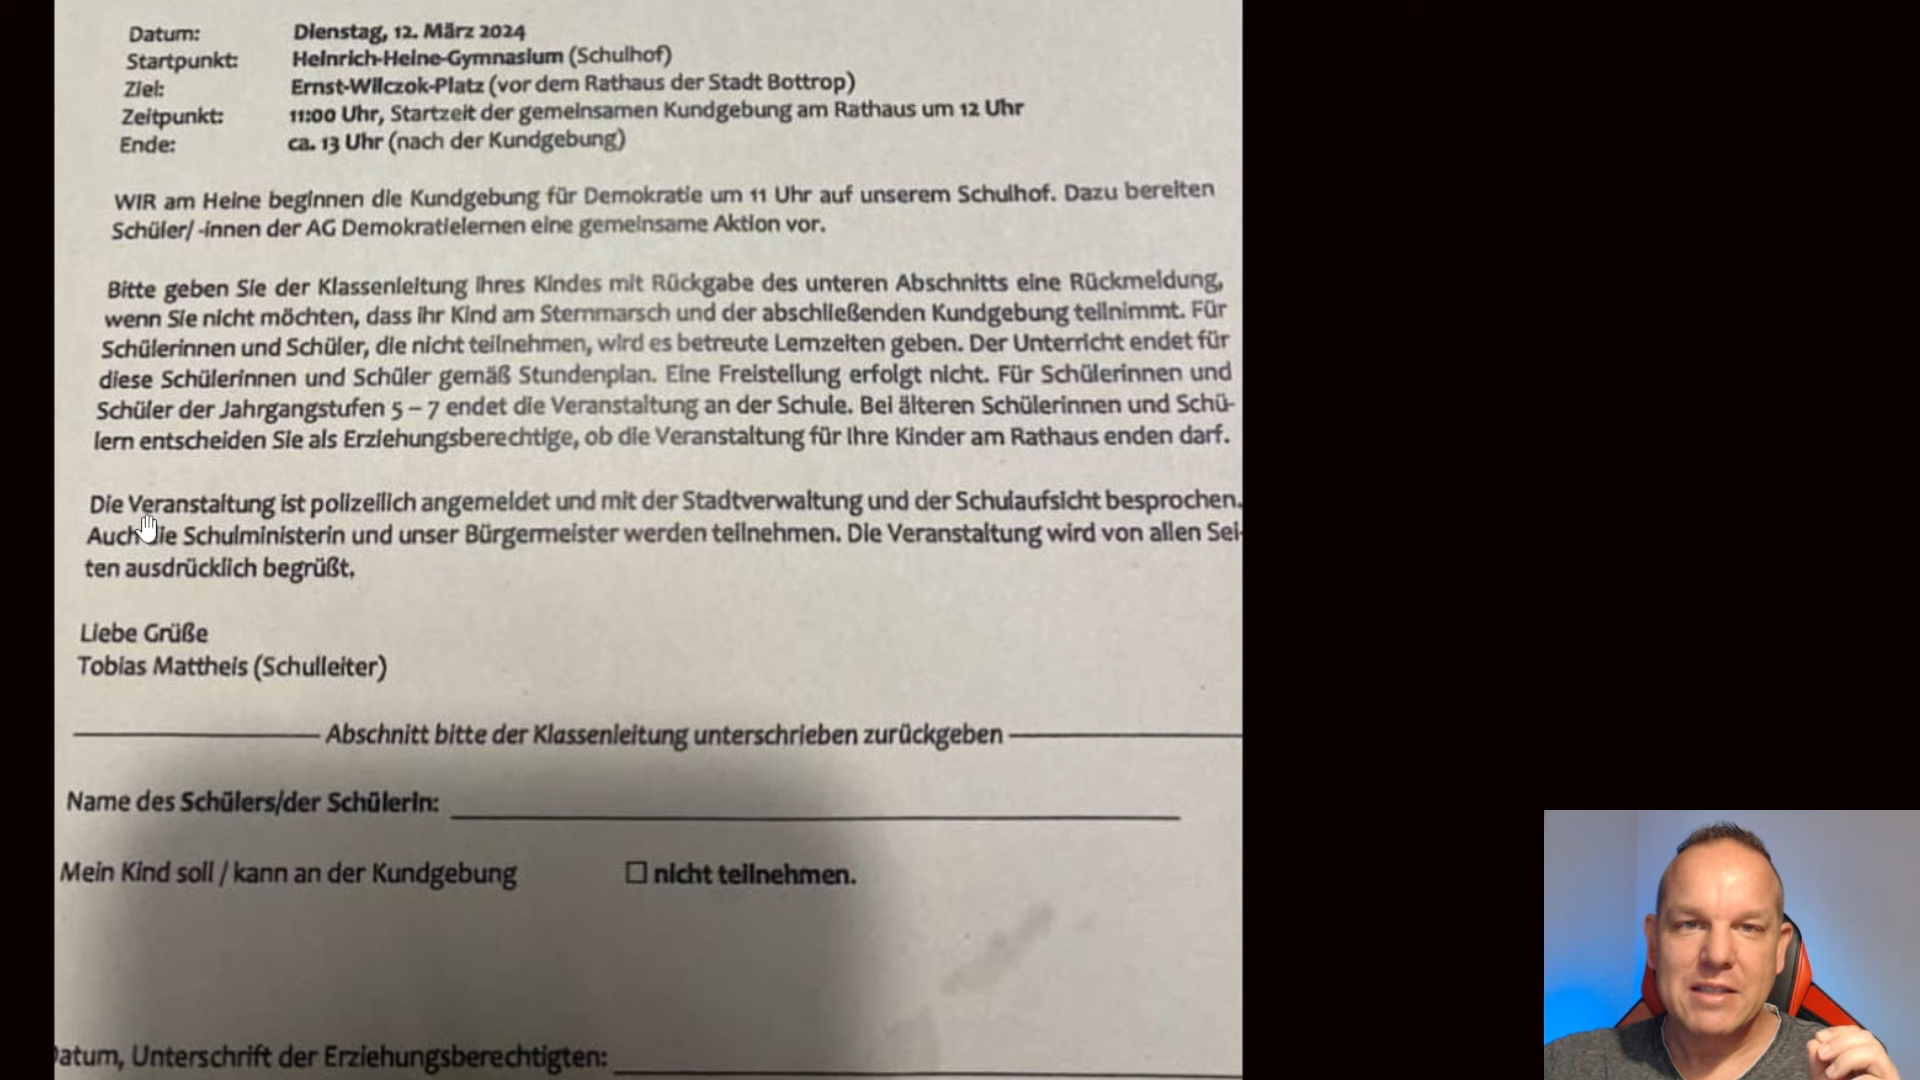 Datum: Dienstag, 12. März 2024
Startpunkt: Heinrich-Heine-Gymnasium (Schulhof)
Ziel: Ernst-Wilczok-Platz (vor dem Rathaus der Stadt Bottrop)
Zeitpunkt: 11:00 Uhr, Startzeit der gemeinsamen Kundgebung am Rathaus um 12 Uhr
Ende: ca. 13 Uhr (nach der Kundgebung)
WIR am Heine beginnen die Kundgebung für Demokratie um 11 Uhr auf unserem Schulhof. Dazu bereiten
Schüler/ -innen der AG Demokratielernen eine gemeinsame Aktion vor.
Bitte geben Sie der Klassenleitung Ihres Kindes mit Rückgabe des unteren Abschnitts eine Rückmeldung,
wenn Sie nicht möchten, dass Ihr Kind am Sternmarsch und der abschließenden Kundgebung teilnimmt. Für
Schülerinnen und Schüler, die nicht teilnehmen, wird es betreute Lernzeiten geben. Der Unterricht endet für
diese Schülerinnen und Schüler gemäß Stundenplan. Eine Freistellung erfolgt nicht. Für Schülerinnen und
Schüler der Jahrgangstufen 5 – 7 endet die Veranstaltung an der Schule. Bei älteren Schülerinnen und Schü-
lern entscheiden Sie als Erziehungsberechtige, ob die Veranstaltung für Ihre Kinder am Rathaus enden darf.
Die Veranstaltung ist polizeilich angemeldet und mit der Stadtverwaltung und der Schulaufsicht besprochen.
Auch die Schulministerin und unser Bürgermeister werden teilnehmen. Die Veranstaltung wird von allen Sei-
ten ausdrücklich begrüßt.
Liebe Grüße
Tobias Mattheis (Schulleiter)
Abschnitt bitte der Klassenleitung unterschrieben zurückgeben
Name des Schülers/der Schülerin:
Mein Kind soll / kann an der Kundgebung ☐ nicht teilnehmen.
Datum, Unterschrift der Erziehungsberechtigten: